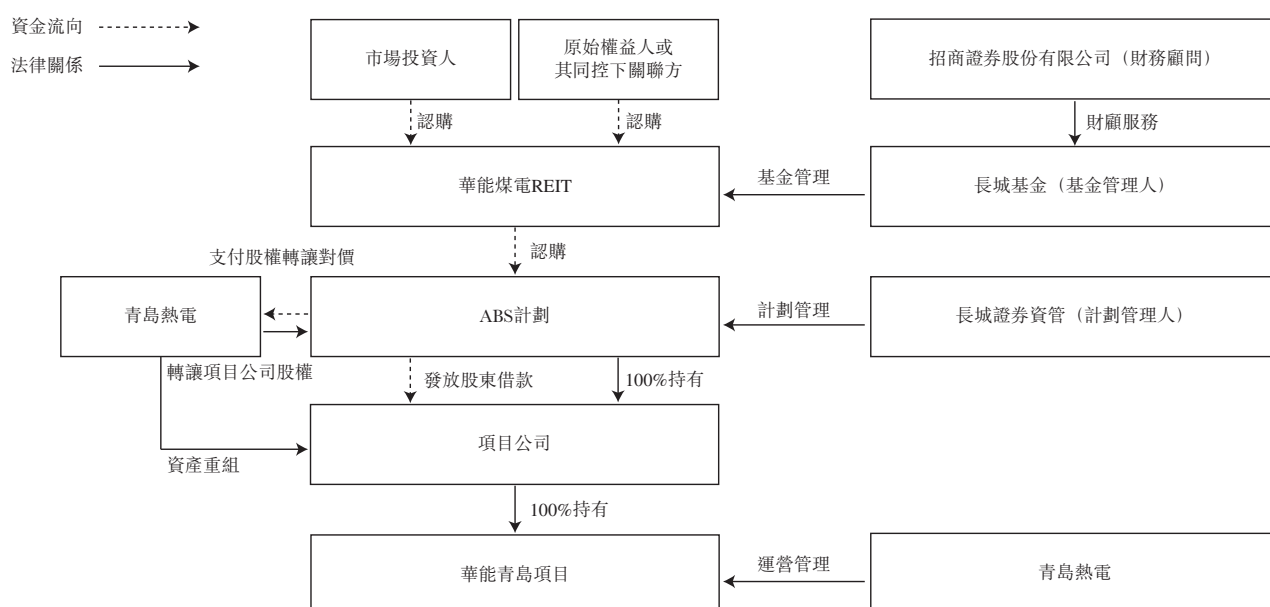 資金流向
法律關係
市場投資人
原始權益人或
其同控下關聯方
招商證券股份有限公司（財務顧問）
認購
認購
財顧服務
華能煤電REIT
基金管理
長城基金（基金管理人）
認購
支付股權轉讓對價
青島熱電
ABS計劃
計劃管理
長城證券資管（計劃管理人）
轉讓項目公司股權
發放股東借款
100%持有
項目公司
資產重組
100%持有
華能青島項目
運營管理
青島熱電